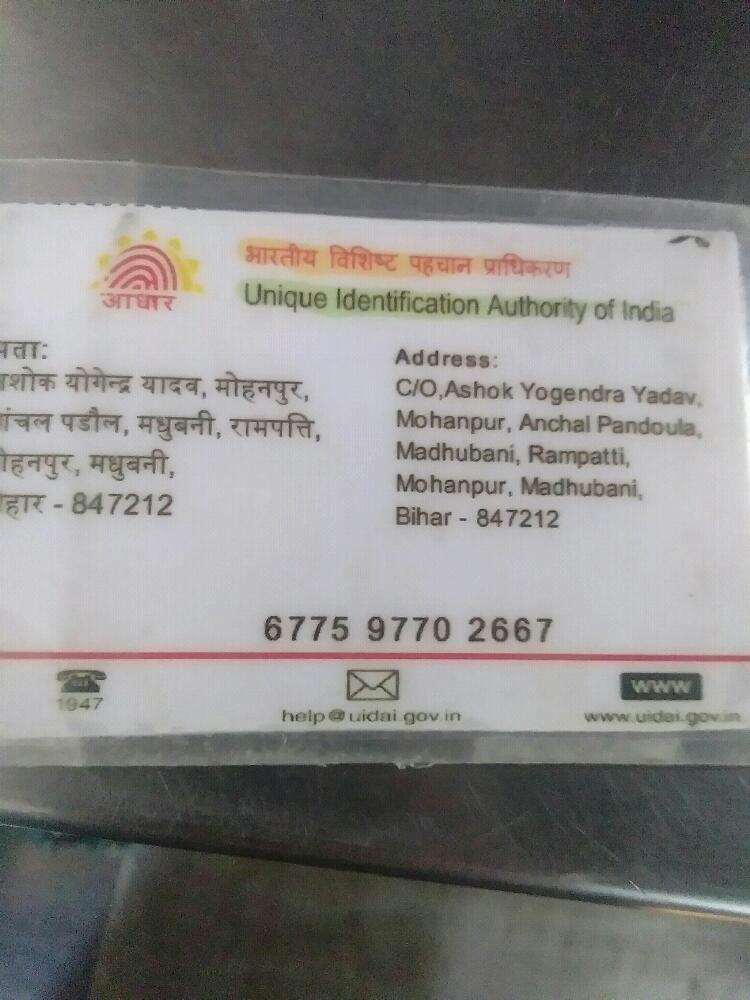 आधार
भारतीय विशिष्ट पहचान प्राधिकरण
Unique Identification Authority of India
योगेन्द्र यादव, मोहनपुर,
पडौल, मधुबनी, रामपत्ति,
मधुबनी,
- 847212
Address:
C/O,Ashok Yogendra Yadav,
Mohanpur, Anchal Pandoula,
Madhubani, Rampatti,
Mohanpur, Madhubani,
Bihar - 847212
6775 9770 2667
1947
help@uidai.gov.in
www
www.uidai.gov.in